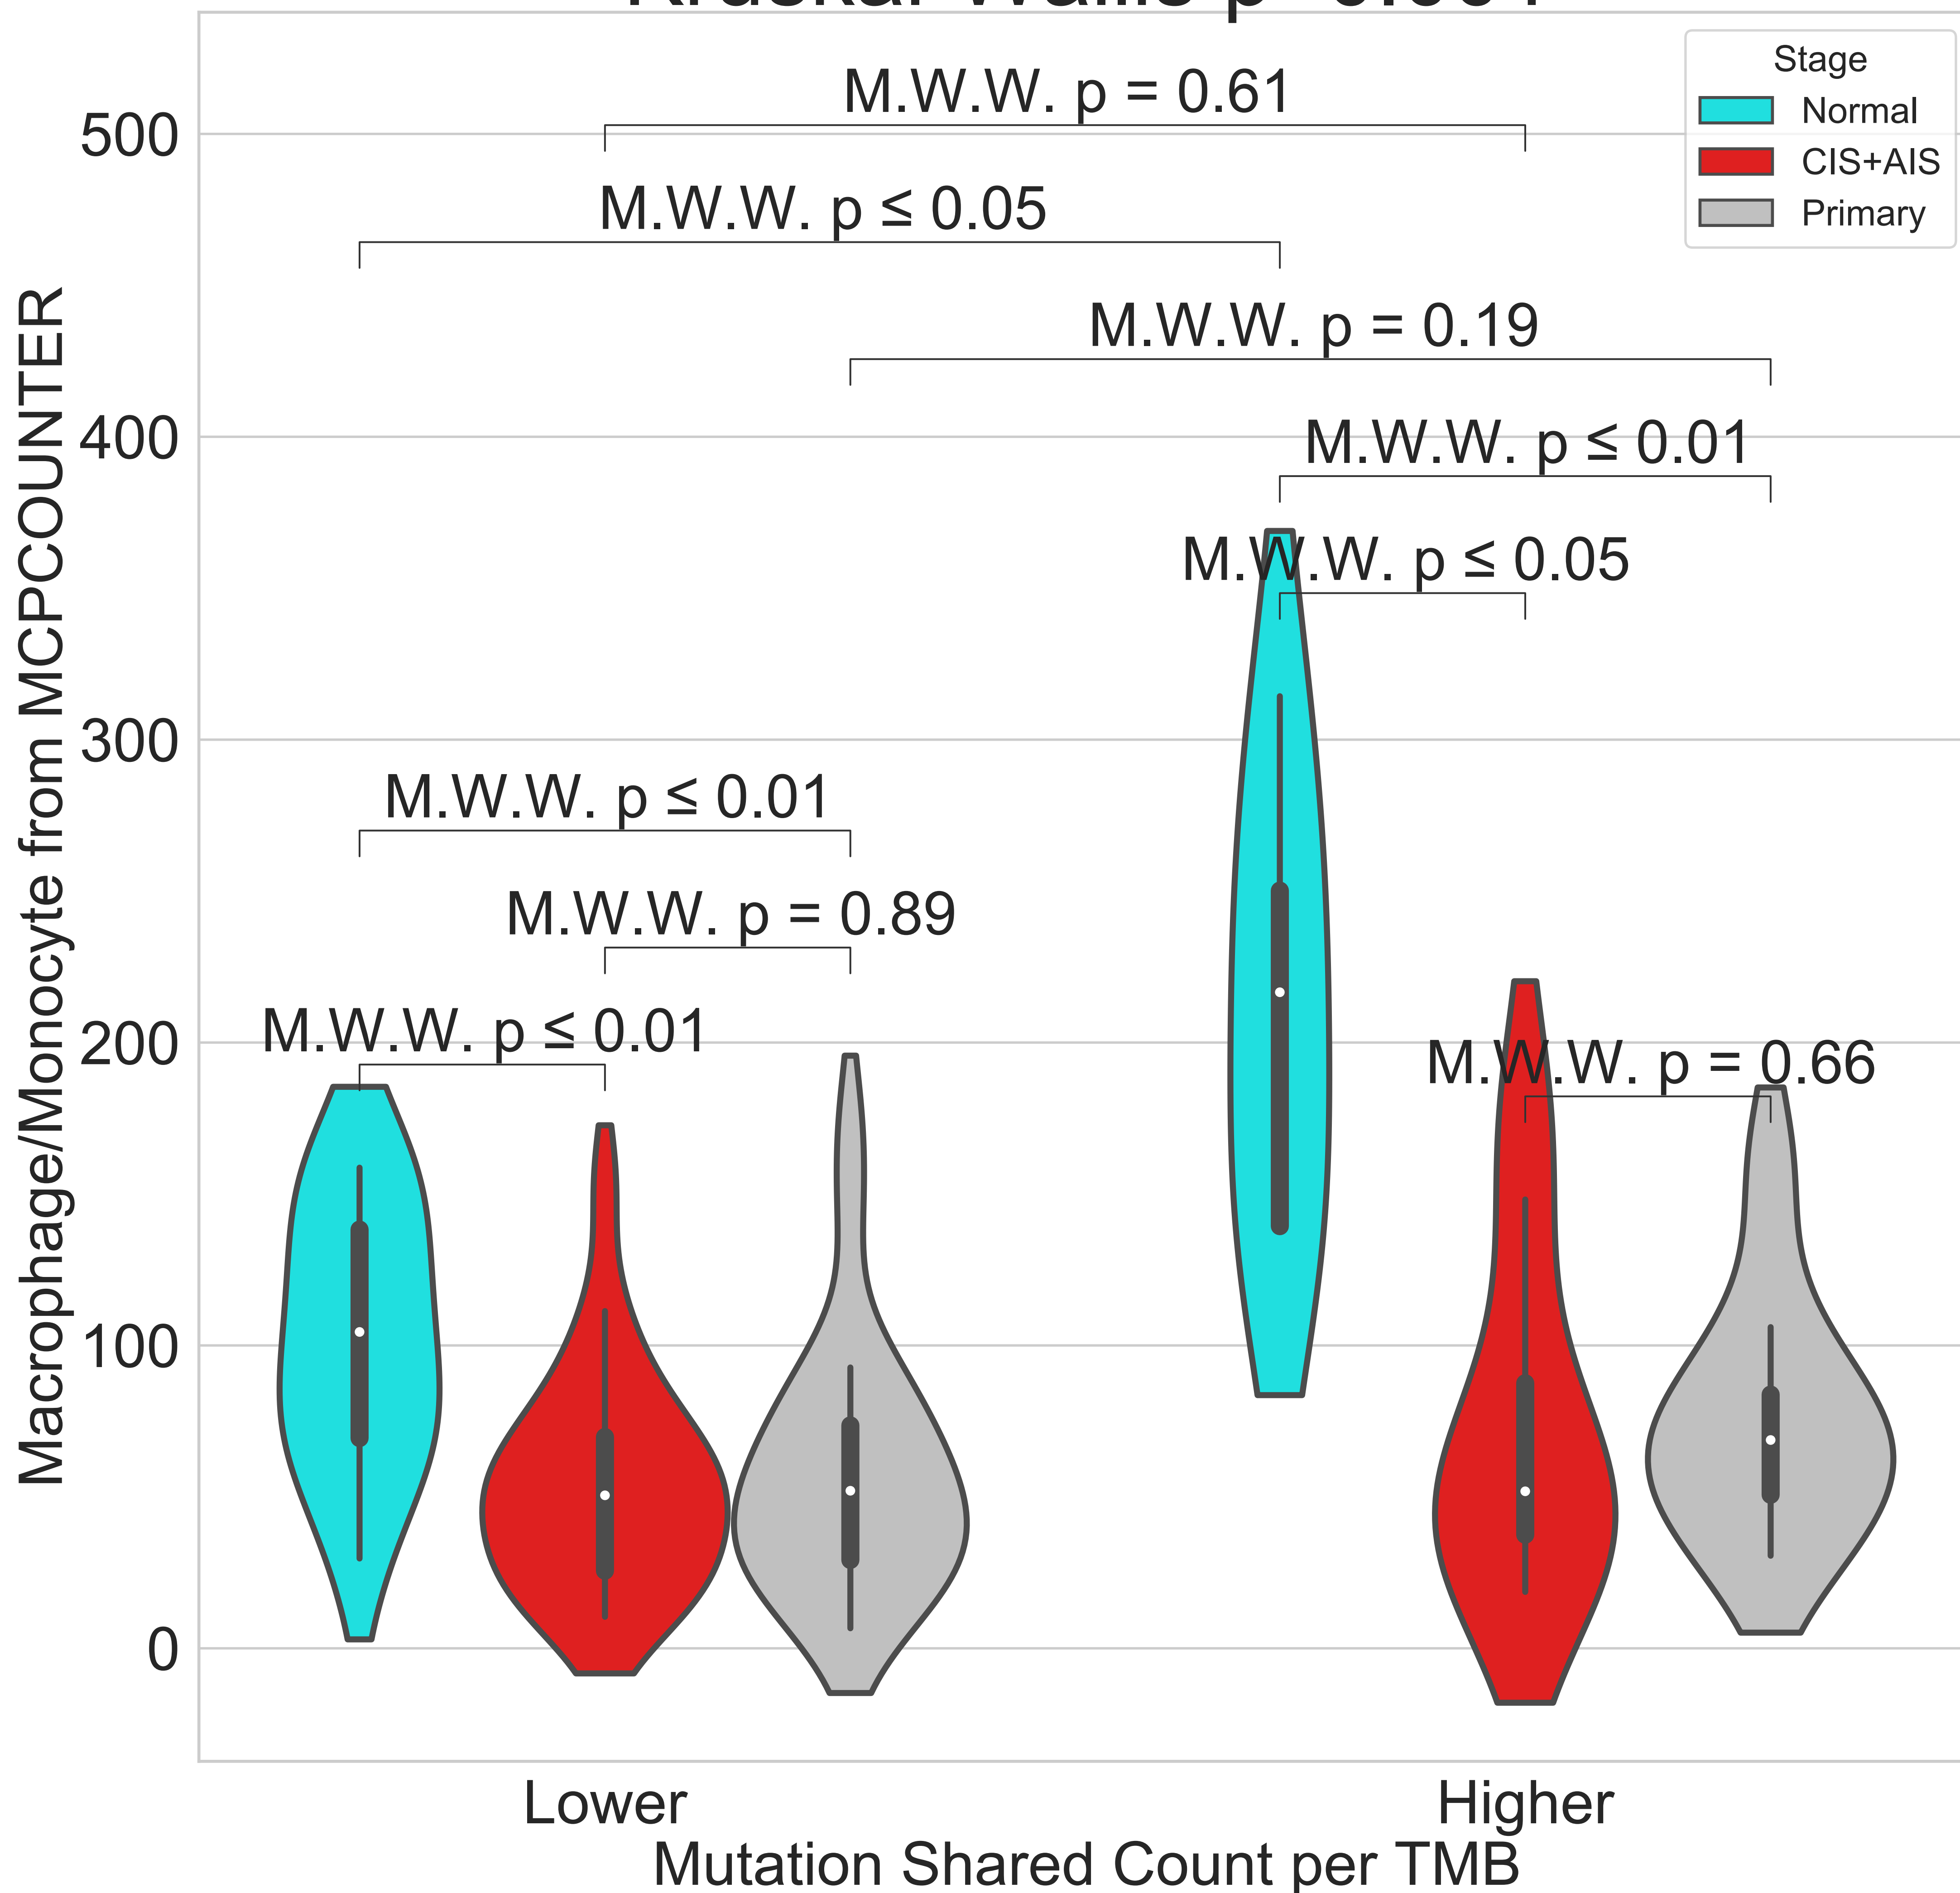 Stage
Normal
CIS+AIS
Primary
M.W.W. p = 0.61
M.W.W. p ≤ 0.05
M.W.W. p = 0.19
M.W.W. p ≤ 0.01
M.W.W. p ≤ 0.05
M.W.W. p ≤ 0.01
M.W.W. p = 0.89
M.W.W. p ≤ 0.01
M.W.W. p = 0.66
Macrophage/Monocyte from MCPCOUNTER
500
400
300
200
100
0
Lower
Higher
Mutation Shared Count per TMB